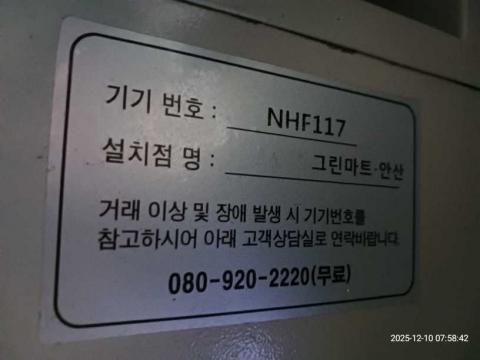 기기 번호 : NHF117
설치점 명 : 그린마트-안산
거래 이상 및 장애 발생 시 기기번호를
참고하시어 아래 고객상담실로 연락바랍니다.
080-920-2220(무료)
2025-12-10 07:58:42